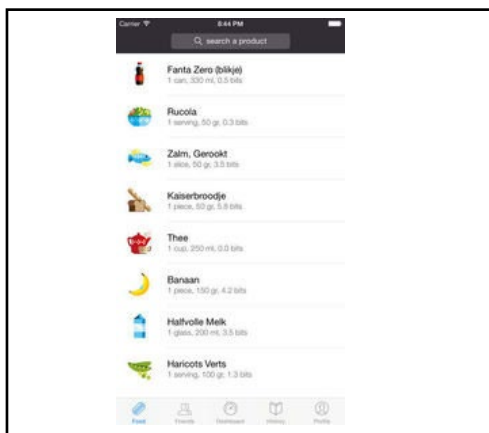 Carrier
8:44 PM
search a product
Fanta Zero (blikje)
1 can, 330 ml, 0.5 bits
Rucola
1 serving, 50 gr, 0.3 bits
Zalm, Gerookt
1 slice, 50 gr, 3.5 bits
Kaiserbroodje
1 piece, 50 gr, 5.8 bits
Thee
1 cup, 250 ml, 0.0 bits
Banaan
1 piece, 150 gr, 4.2 bits
Halfvolle Melk
1 glass, 200 ml, 3.5 bits
Haricots Verts
1 serving, 100 gr, 1.3 bits
Food
Friends
Dashboard
History
Profile